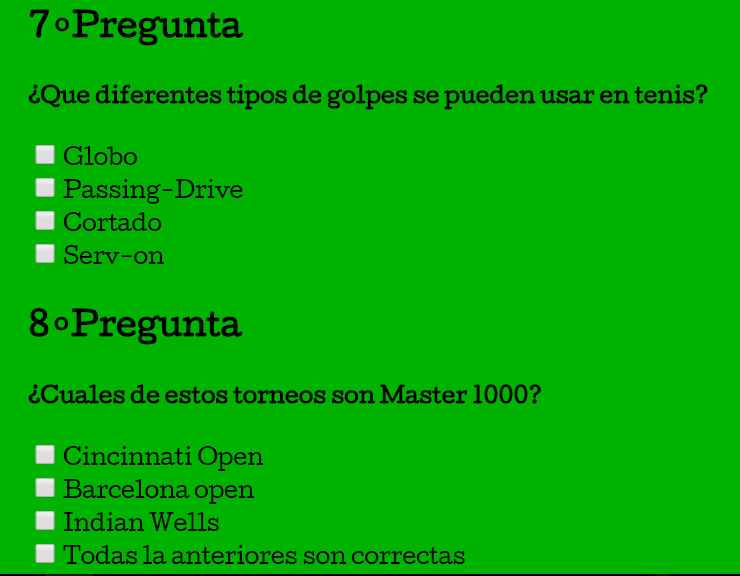 7ºPregunta
¿Que diferentes tipos de golpes se pueden usar en tenis?
Globo
Passing-Drive
Cortado
Serv-on
8ºPregunta
¿Cuales de estos torneos son Master 1000?
Cincinnati Open
Barcelona open
Indian Wells
Todas la anteriores son correctas